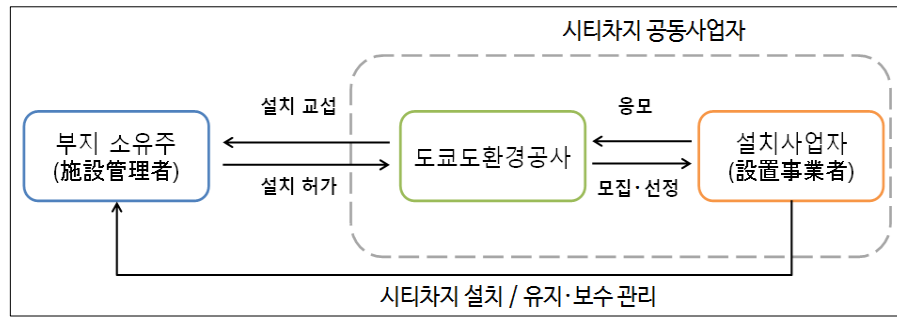 시티차지 공동사업자
설치 교섭
응모
부지 소유주
(施設管理者)
도쿄도환경공사
설치사업자
(設置事業者)
설치 허가
모집·선정
시티차지 설치 / 유지·보수 관리